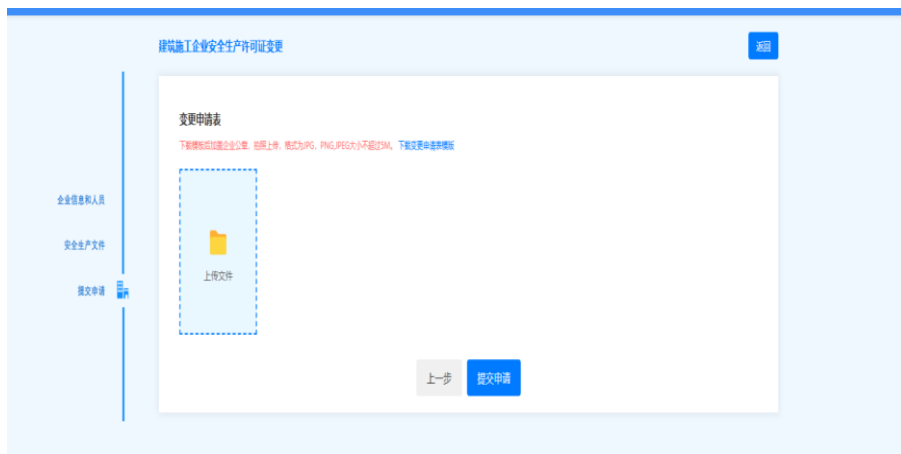 建筑施工企业安全生产许可证变更
返回
变更申请表
下载模板后加盖企业公章，拍照上传，格式为JPG，PNG,JPEG大小不超过5M。 下载变更申请表模板
企业信息和人员
安全生产文件
提交申请
上传文件
上一步
提交申请